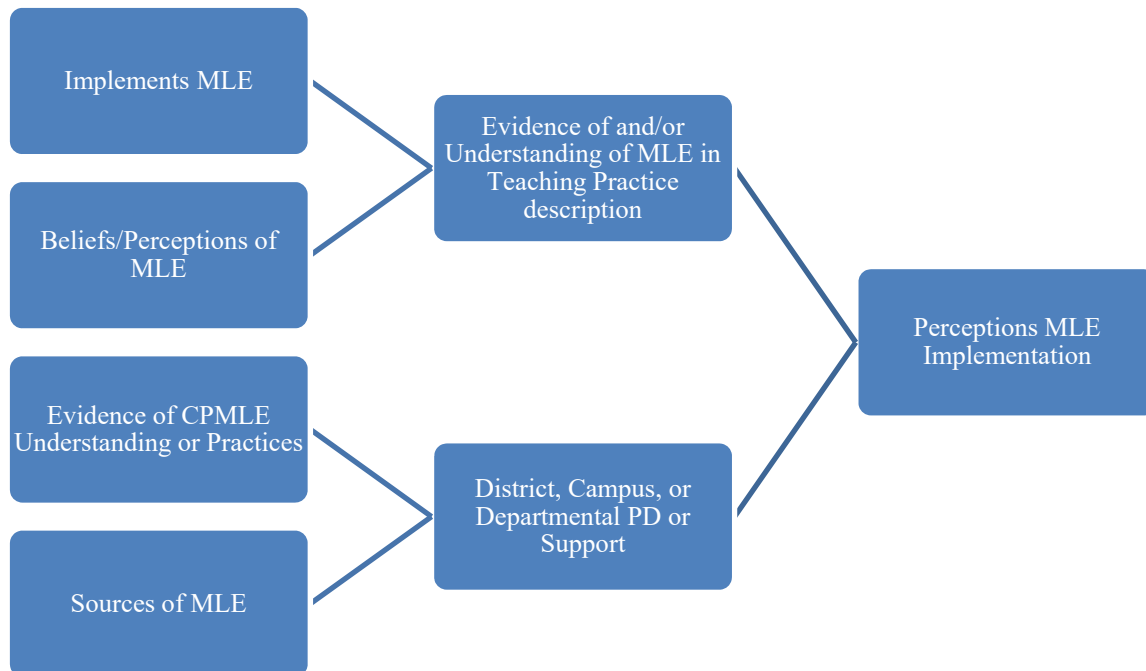 Implements MLE
Beliefs/Perceptions of
MLE
Evidence of CPMLE
Understanding or Practices
Sources of MLE
Evidence of and/or
Understanding of MLE in
Teaching Practice
description
District, Campus, or
Departmental PD or
Support
Perceptions MLE
Implementation